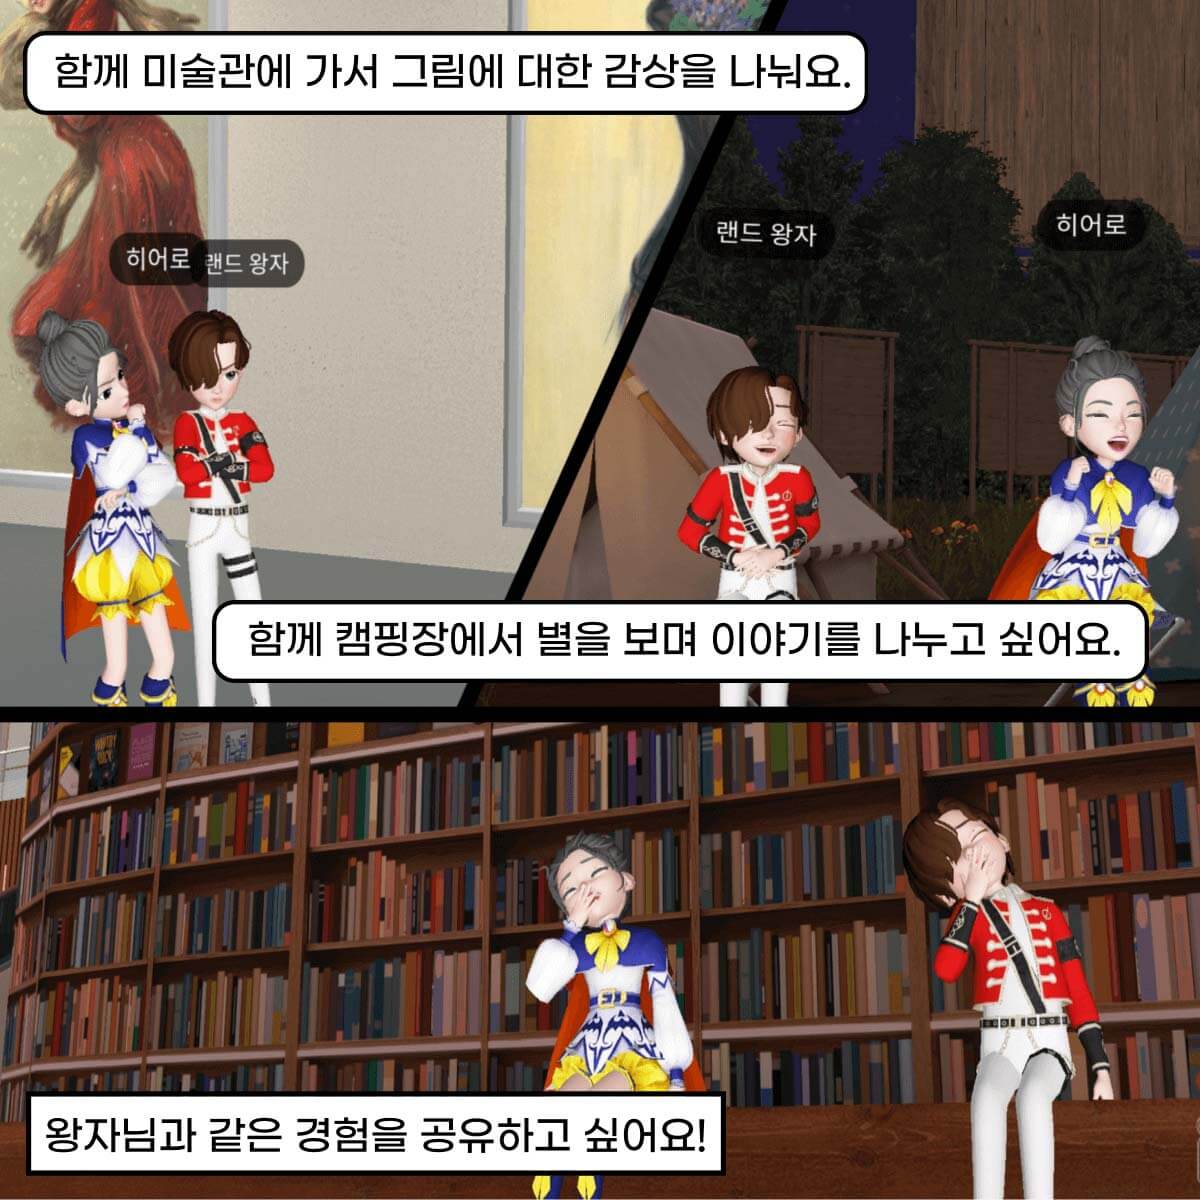 함께 미술관에 가서 그림에 대한 감상을 나눠요.
히어로
랜드 왕자
랜드 왕자
히어로
함께 캠핑장에서 별을 보며 이야기를 나누고 싶어요.
왕자님과 같은 경험을 공유하고 싶어요!